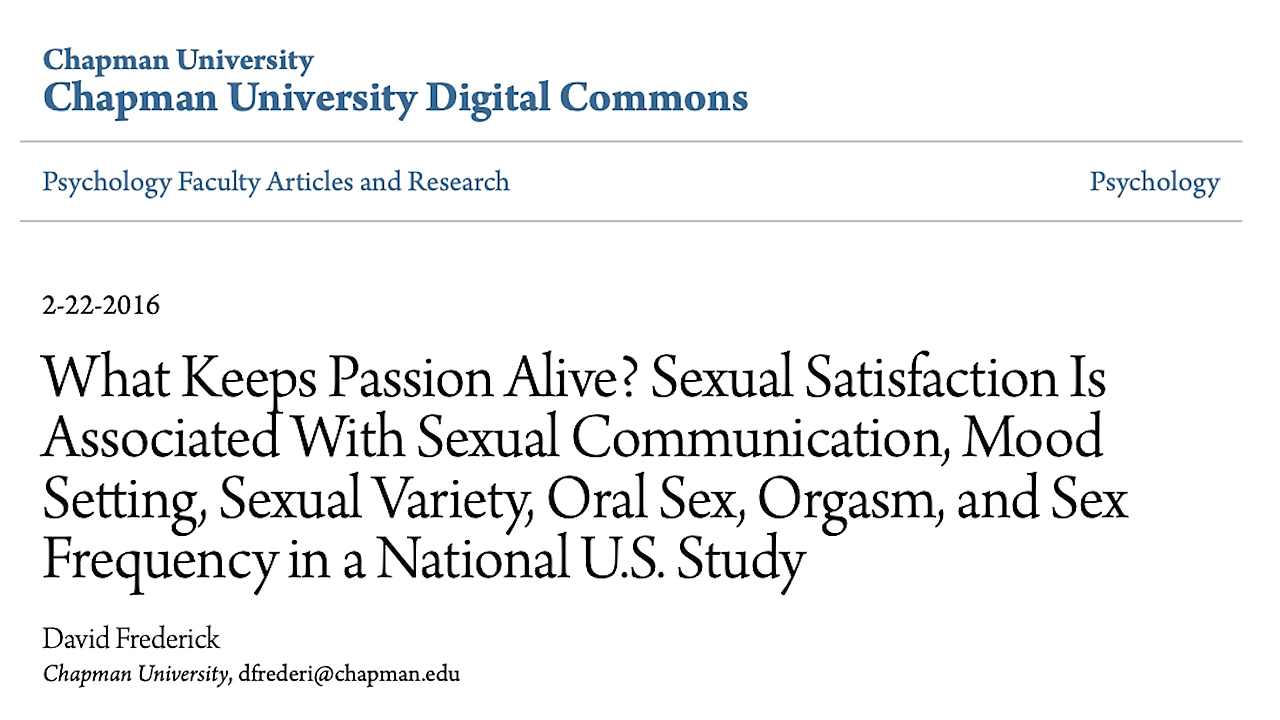 Chapman University
Chapman University Digital Commons
Psychology Faculty Articles and Research
Psychology
2-22-2016
What Keeps Passion Alive? Sexual Satisfaction Is
Associated With Sexual Communication, Mood
Setting, Sexual Variety, Oral Sex, Orgasm, and Sex
Frequency in a National U.S. Study
David Frederick
Chapman University, dfrederi@chapman.edu